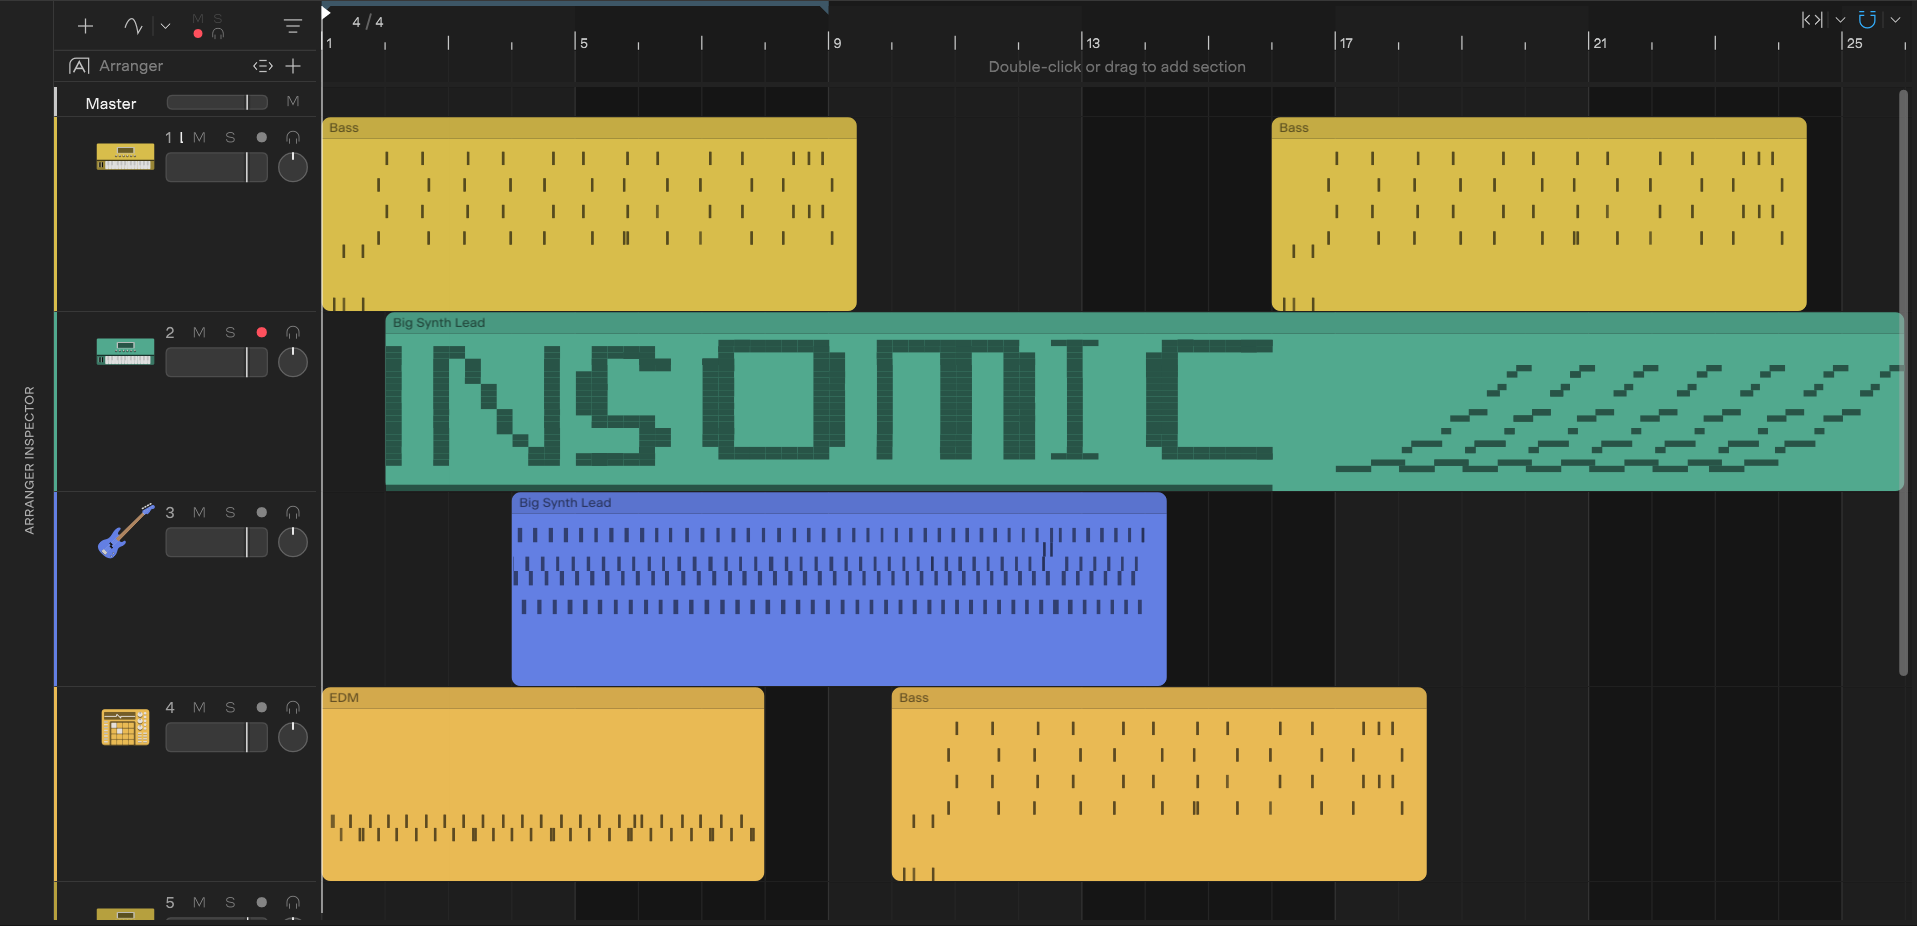 M S
4 / 4
1 5 9 13 17 21 25
Arranger
Double-click or drag to add section
Master M
1 M S
Bass
Bass
2 M S
Big Synth Lead
INSOMIC
ARRANGER INSPECTOR
3 M S
Big Synth Lead
4 M S
EDM
Bass
5 M S